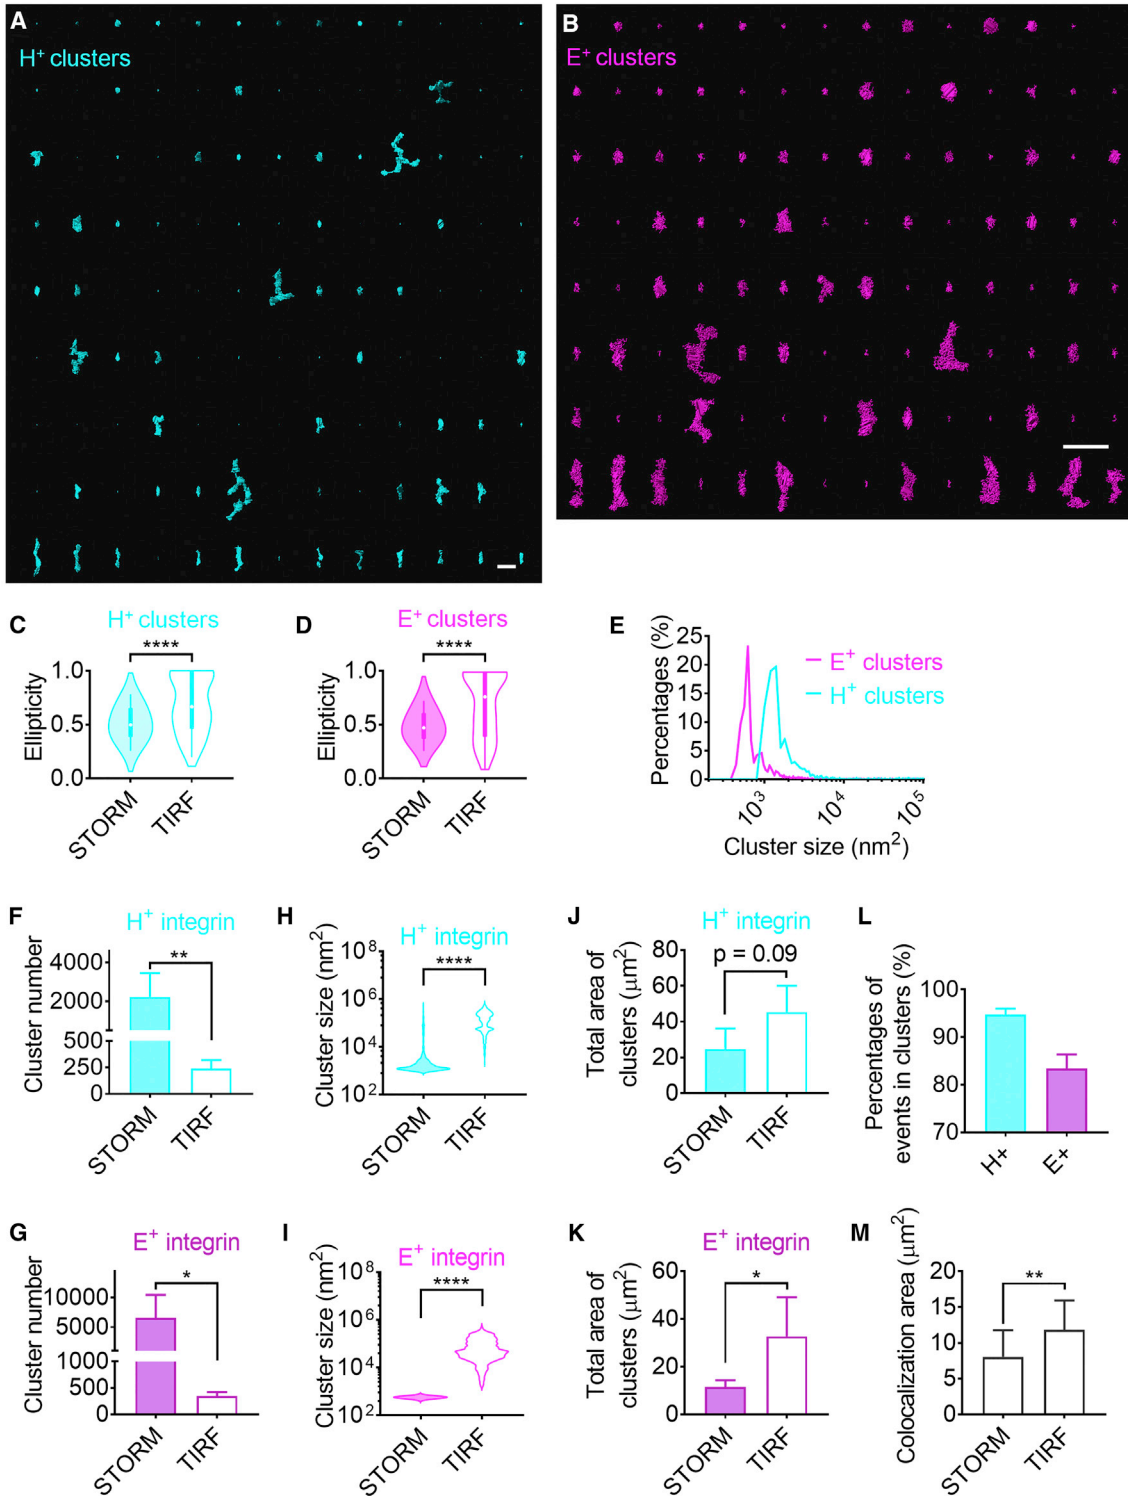 A
H⁺ clusters
B
E⁺ clusters
C
H⁺ clusters
****
Ellipticity
1.0
0.5
0.0
STORM
TIRF
D
E⁺ clusters
****
Ellipticity
1.0
0.5
0.0
STORM
TIRF
E
Percentages (%)
25
20
15
10
5
0
E⁺ clusters
H⁺ clusters
10³
10⁴
10⁵
Cluster size (nm²)
F
H⁺ integrin
**
Cluster number
4000
2000
500
250
0
STORM
TIRF
H
H⁺ integrin
****
Cluster size (nm²)
10⁸
10⁶
10⁴
10²
STORM
TIRF
J
H⁺ integrin
p = 0.09
Total area of
clusters (μm²)
80
60
40
20
0
STORM
TIRF
L
Percentages of
events in clusters (%)
100
90
80
70
H+
E+
G
E⁺ integrin
*
Cluster number
10000
5000
1000
500
0
STORM
TIRF
I
E⁺ integrin
****
Cluster size (nm²)
10⁸
10⁶
10⁴
10²
STORM
TIRF
K
E⁺ integrin
*
Total area of
clusters (μm²)
60
40
20
0
STORM
TIRF
M
**
Colocalization area (μm²)
20
15
10
5
0
STORM
TIRF